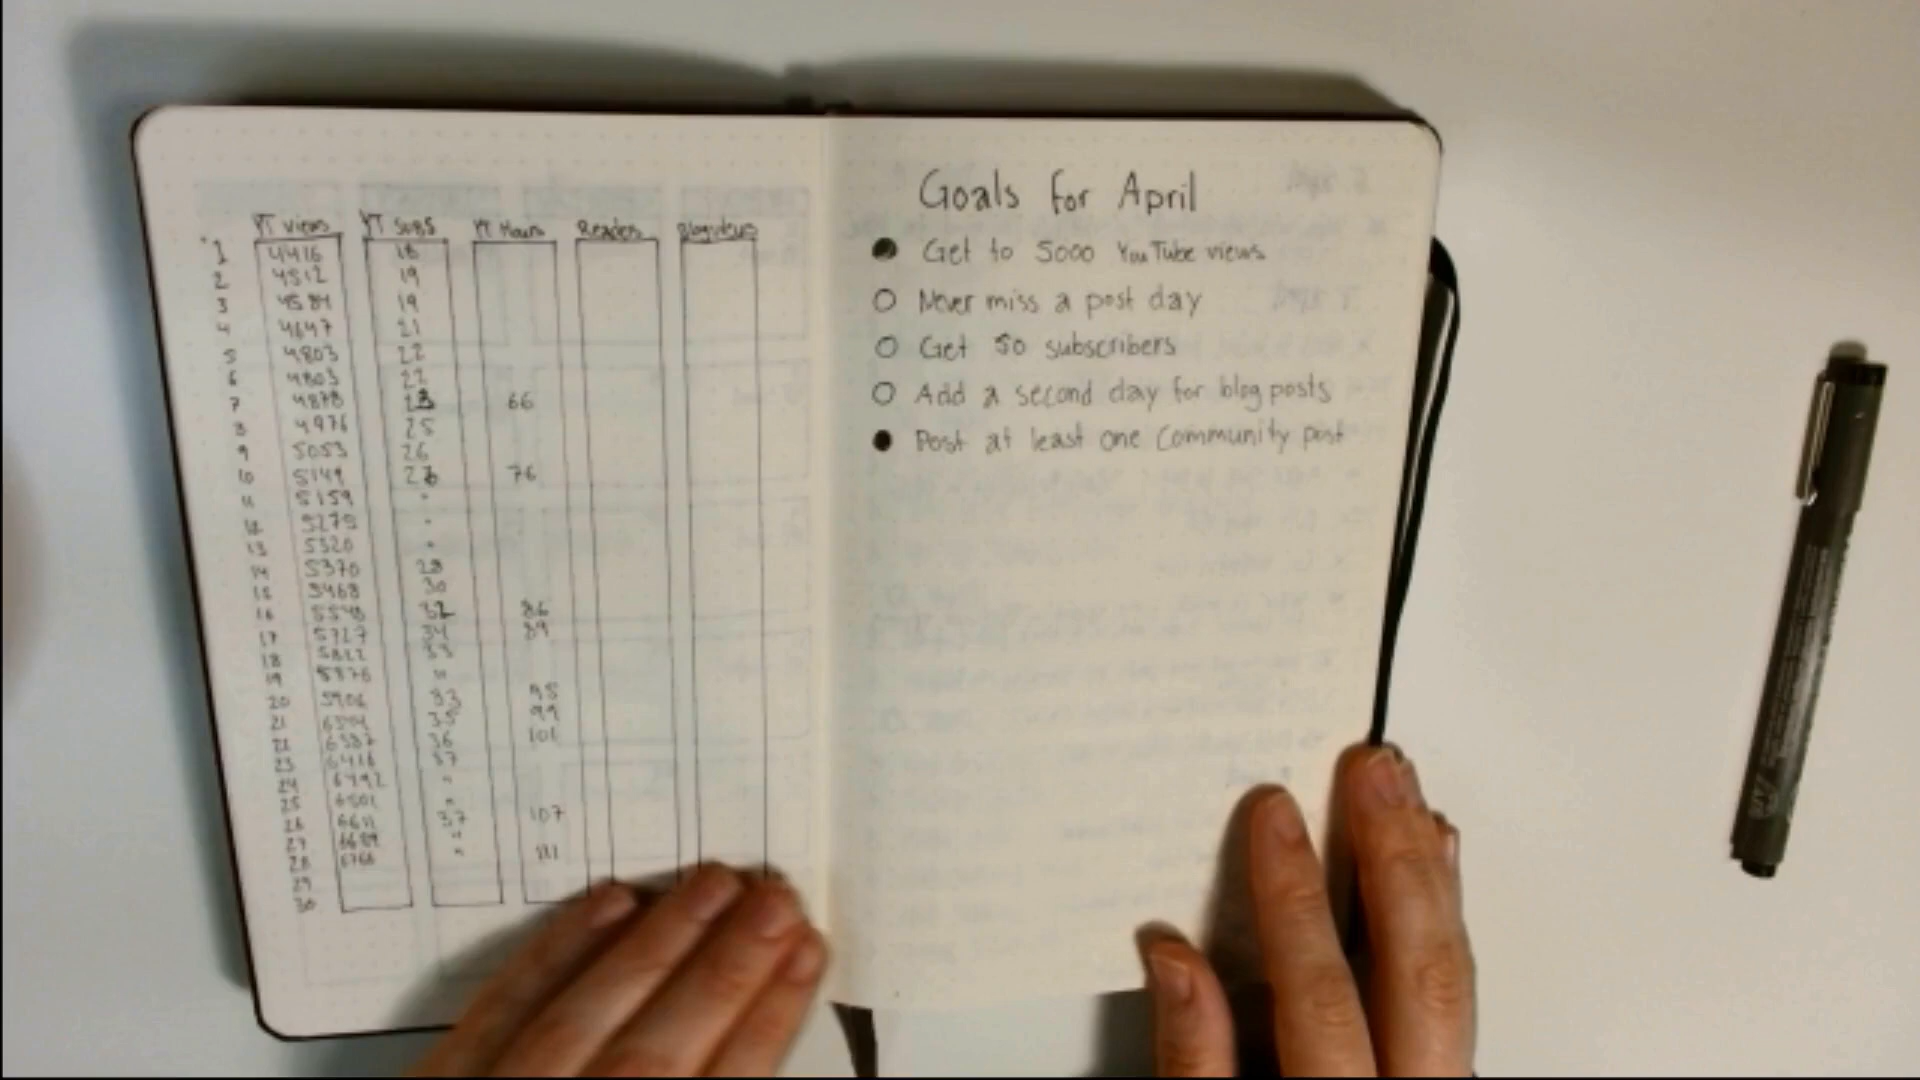 YT Views YT Subs YT Hours Readers Blogviews
1 4416 18
2 4512 19
3 4584 19
4 4647 21
5 4803 22
6 4803 22
7 4878 23 66
8 4976 25
9 5053 26
10 5149 76
11 5159 "
12 5275 "
13 5320 "
14 5370 28
15 5468 30
16 5548 32 86
17 5727 34 89
18 5822 33
19 5876 "
20 5906 33 95
21 35 99
22 6387 36 101
23 6416 37
24 6492 "
25 6501 "
26 6611 37 107
27 6689 "
28 6766 " 111
29
30
Goals for April
Get to 5000 YouTube views
Never miss a post day
Get 50 subscribers
Add a second day for blog posts
Post at least one Community post